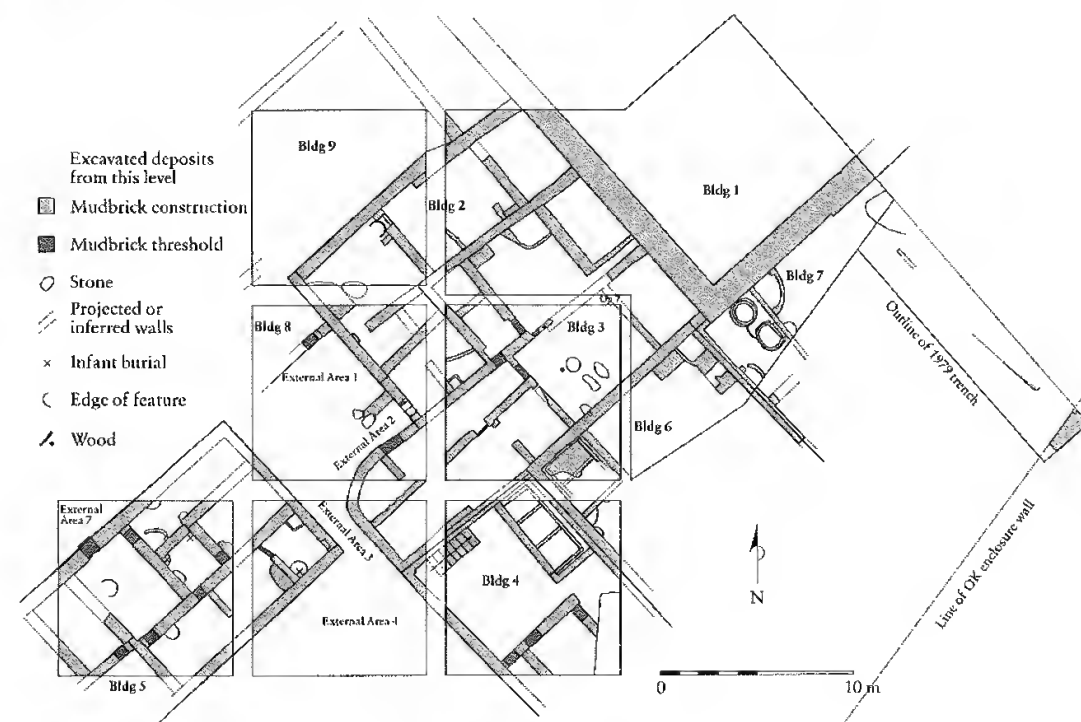 Excavated deposits
from this level
Mudbrick construction
Mudbrick threshold
Stone
Projected or
inferred walls
Infant burial
Edge of feature
Wood
Bldg 9
Bldg 2
Bldg 1
Bldg 7
Bldg 8
Bldg 3
External Area 1
External Area 2
Bldg 6
Outline of 1979 trench
External
Area 7
External Area 3
Bldg 4
External Area 4
Bldg 5
N
Line of OK enclosure wall
0
10 m